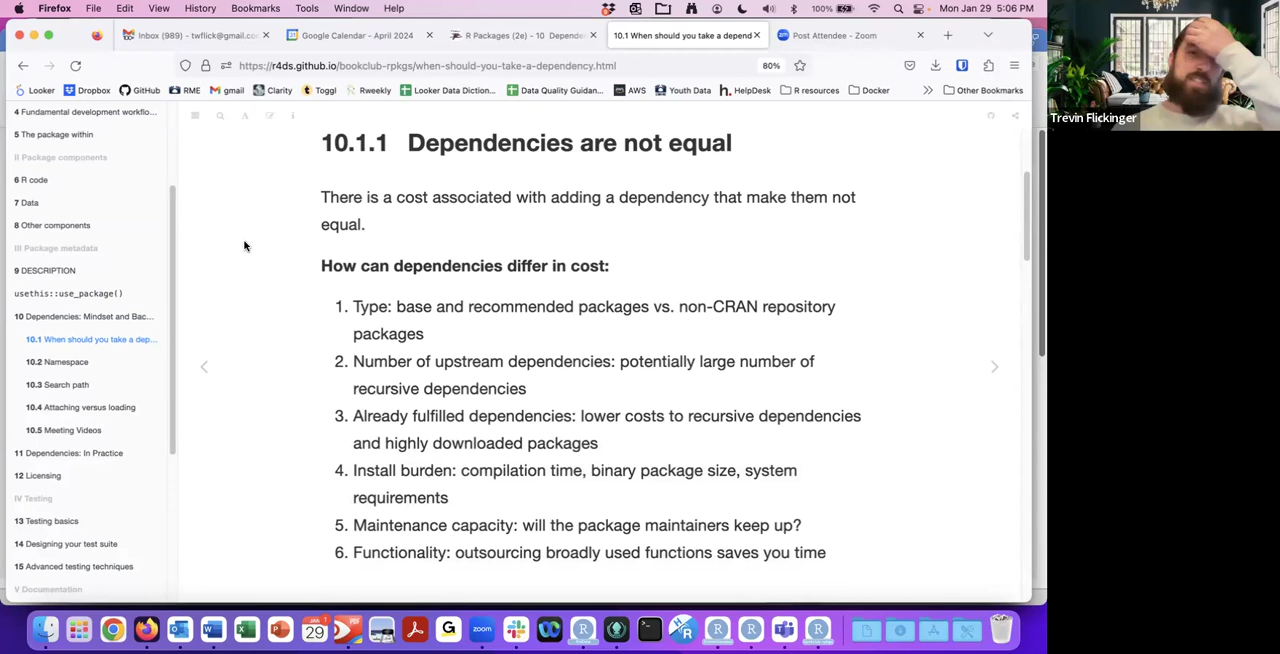 Firefox File Edit View History Bookmarks Tools Window Help 100% Mon Jan 29 5:06 PM
Inbox (989) - twflick@gmail.co
Google Calendar - April 2024
R Packages (2e) - 10 Depende
10.1 When should you take a depend
Post Attendee - Zoom
https://r4ds.github.io/bookclub-rpkgs/when-should-you-take-a-dependency.html 80%
Looker Dropbox GitHub RME gmail Clarity Toggl Rweekly Looker Data Diction... Data Quality Guidan... AWS Youth Data HelpDesk R resources Docker Other Bookmarks
Trevin Flickinger
4 Fundamental development workflo...
5 The package within
II Package components
6 R code
7 Data
8 Other components
III Package metadata
9 DESCRIPTION
usethis::use_package()
10 Dependencies: Mindset and Bac...
10.1 When should you take a dep...
10.2 Namespace
10.3 Search path
10.4 Attaching versus loading
10.5 Meeting Videos
11 Dependencies: In Practice
12 Licensing
IV Testing
13 Testing basics
14 Designing your test suite
15 Advanced testing techniques
V Documentation
10.1.1 Dependencies are not equal
There is a cost associated with adding a dependency that make them not
equal.
How can dependencies differ in cost:
1. Type: base and recommended packages vs. non-CRAN repository
packages
2. Number of upstream dependencies: potentially large number of
recursive dependencies
3. Already fulfilled dependencies: lower costs to recursive dependencies
and highly downloaded packages
4. Install burden: compilation time, binary package size, system
requirements
5. Maintenance capacity: will the package maintainers keep up?
6. Functionality: outsourcing broadly used functions saves you time
JAN
29
PDF
zoom